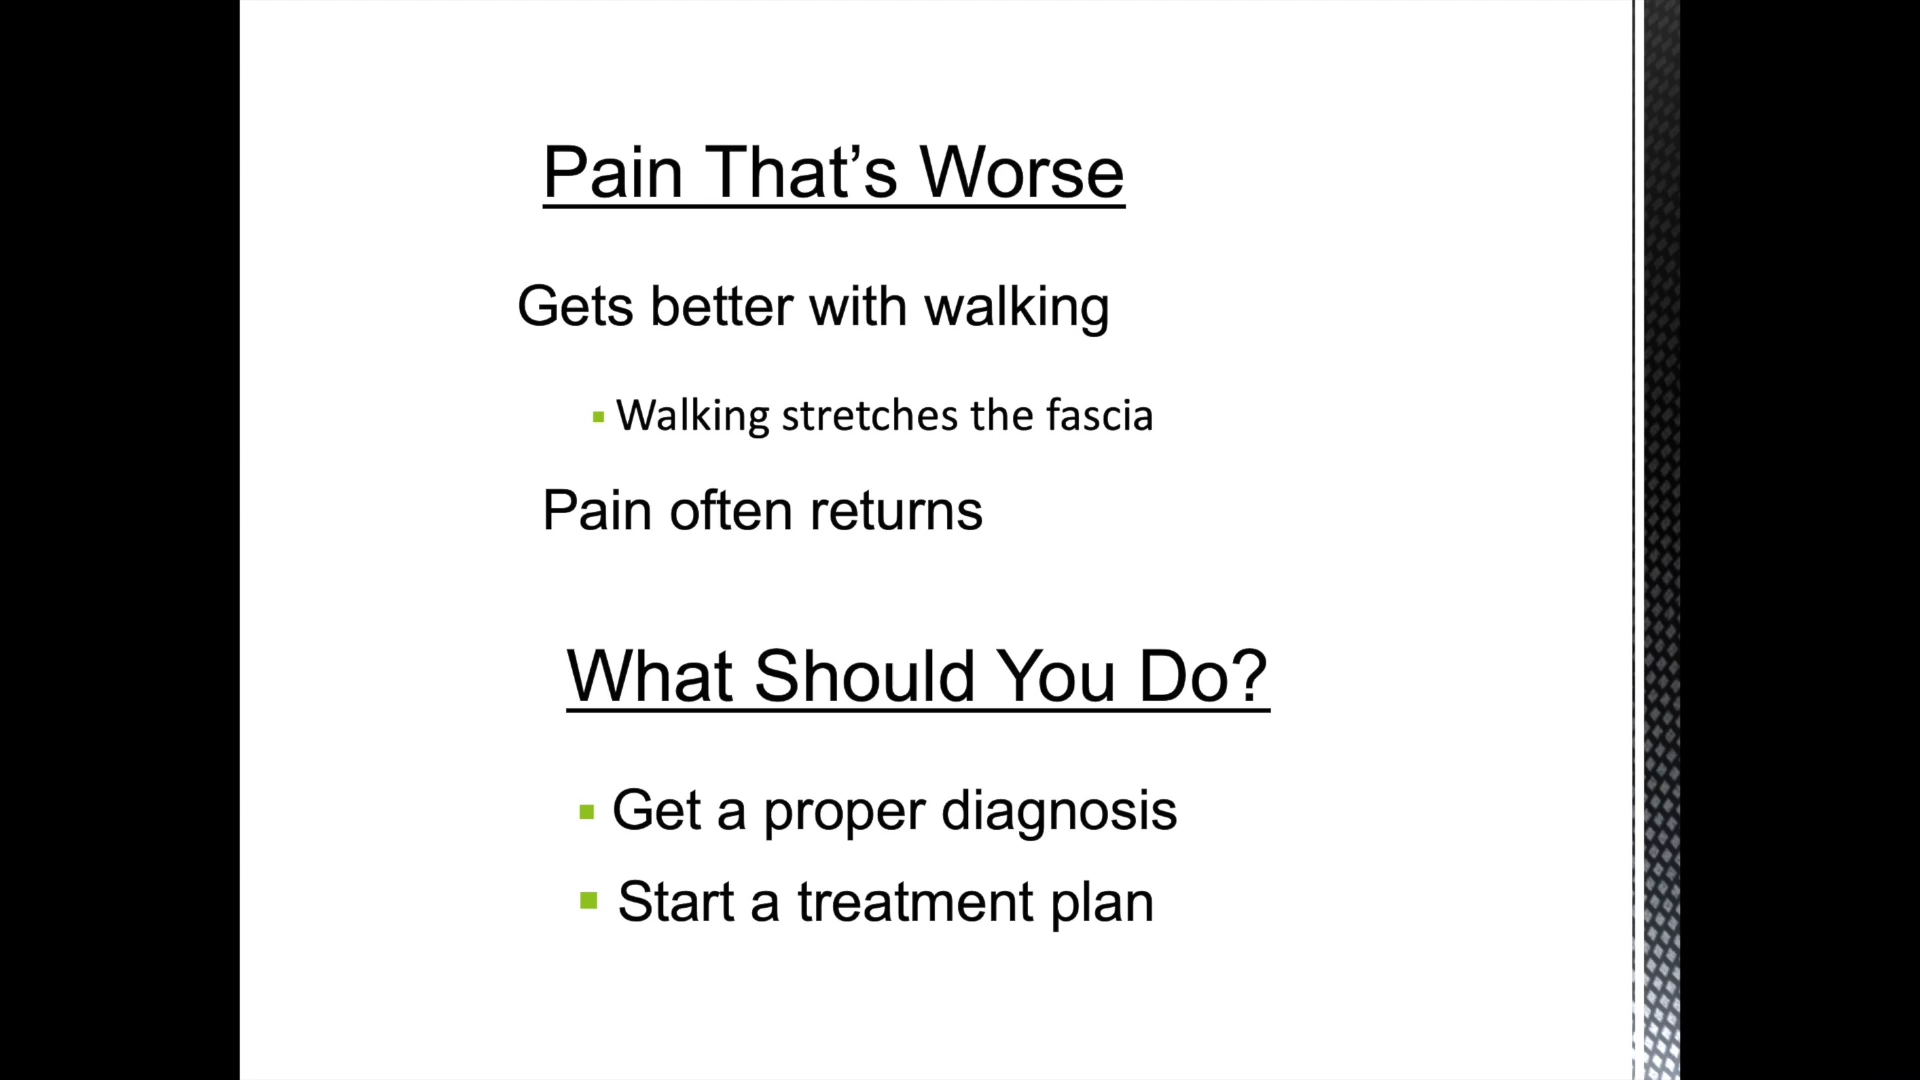 Pain That’s Worse
Gets better with walking
▪ Walking stretches the fascia
Pain often returns
What Should You Do?
▪ Get a proper diagnosis
▪ Start a treatment plan